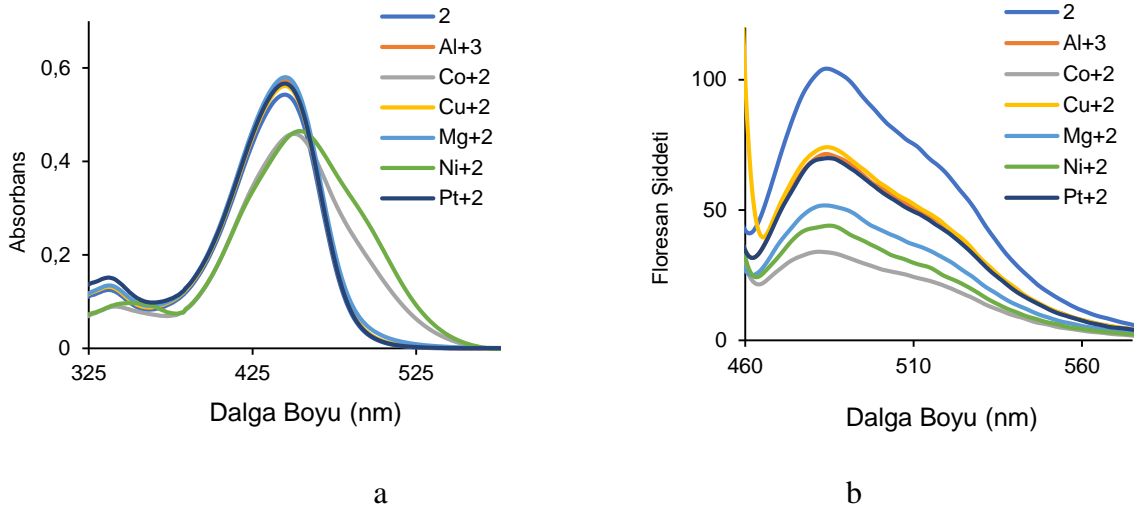 2
Al+3
Co+2
Cu+2
Mg+2
Ni+2
Pt+2
0,6
0,4
0,2
0
325
425
525
Absorbans
Dalga Boyu (nm)
a
2
Al+3
Co+2
Cu+2
Mg+2
Ni+2
Pt+2
100
50
0
460
510
560
Floresan Şiddeti
Dalga Boyu (nm)
b